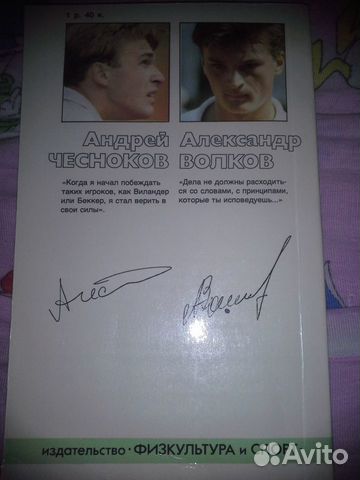 1 р. 40 к.
Андрей
ЧЕСНОКОВ
Александр
ВОЛКОВ
«Когда я начал побеждать
таких игроков, как Виландер
или Беккер, я стал верить в
свои силы».
«Дела не должны расходить-
ся со словами, с принципами,
которые ты исповедуешь...»
издательство · ФИЗКУЛЬТУРА и СПОРТ
Avito